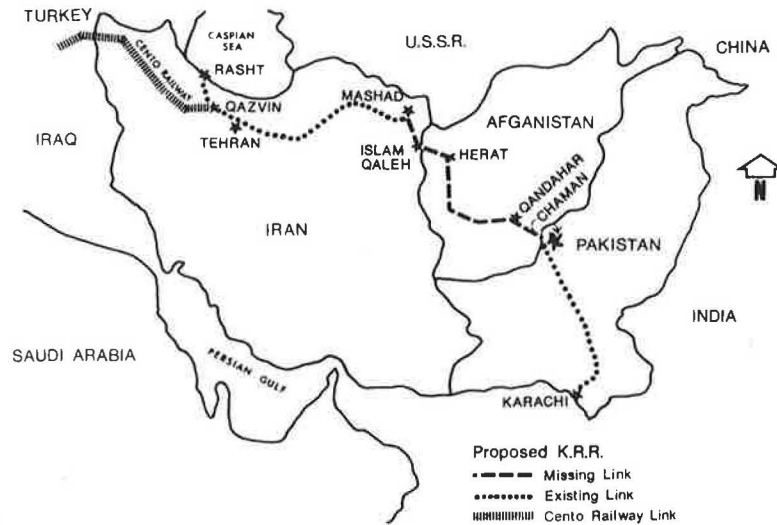 TURKEY
CASPIAN
SEA
U.S.S.R.
CHINA
CENTO RAILWAY
RASHT
QAZVIN
MASHAD
TEHRAN
AFGANISTAN
IRAQ
ISLAM
QALEH
HERAT
QANDAHAR
CHAMAN
N
IRAN
PAKISTAN
INDIA
SAUDI ARABIA
PERSIAN GULF
KARACHI
Proposed K.R.R.
Missing Link
Existing Link
Cento Railway Link